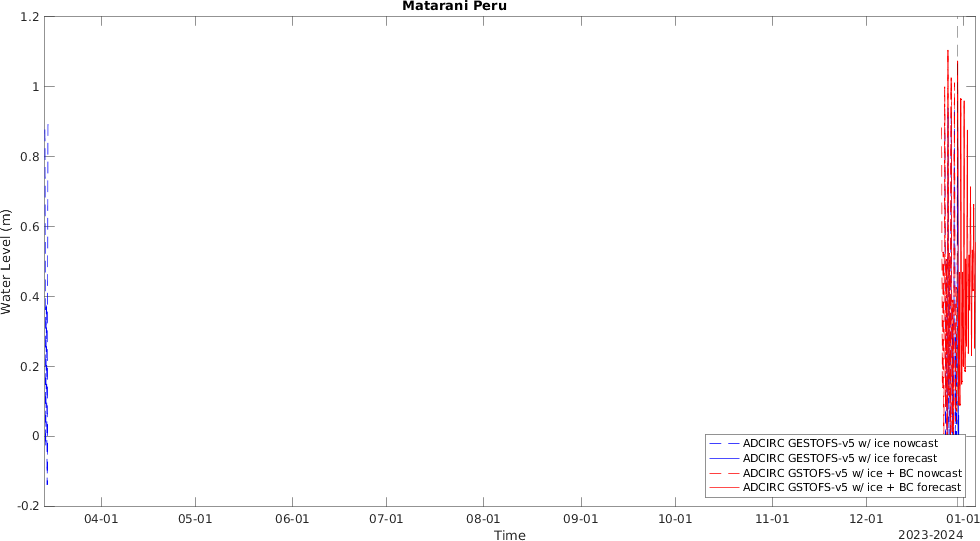 Matarani Peru
Water Level (m)
1.2
1
0.8
0.6
0.4
0.2
0
-0.2
ADCIRC GESTOFS-v5 w/ ice nowcast
ADCIRC GESTOFS-v5 w/ ice forecast
ADCIRC GSTOFS-v5 w/ ice + BC nowcast
ADCIRC GSTOFS-v5 w/ ice + BC forecast
04-01 05-01 06-01 07-01 08-01 09-01 10-01 11-01 12-01 01-01
Time
2023-2024